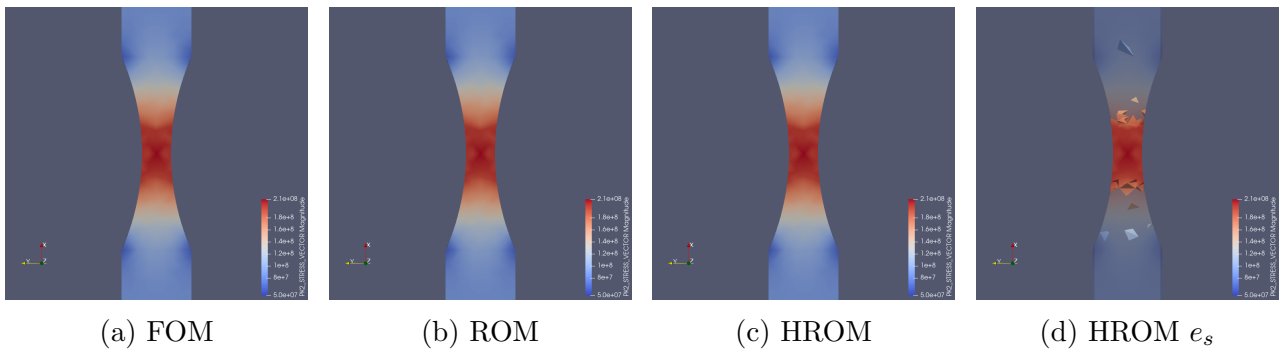 2.1e+08
1.8e+8
1.6e+8
1.4e+8
1.2e+8
1e+8
8e+7
5.0e+07
PK2_STRESS_VECTOR Magnitude
X
Y
Z
2.1e+08
1.8e+8
1.6e+8
1.4e+8
1.2e+8
1e+8
8e+7
5.0e+07
PK2_STRESS_VECTOR Magnitude
X
Y
Z
2.1e+08
1.8e+8
1.6e+8
1.4e+8
1.2e+8
1e+8
8e+7
5.0e+07
PK2_STRESS_VECTOR Magnitude
X
Y
Z
2.1e+08
1.8e+8
1.6e+8
1.4e+8
1.2e+8
1e+8
8e+7
5.0e+07
PK2_STRESS_VECTOR Magnitude
X
Y
Z
(a) FOM
(b) ROM
(c) HROM
(d) HROM e_s